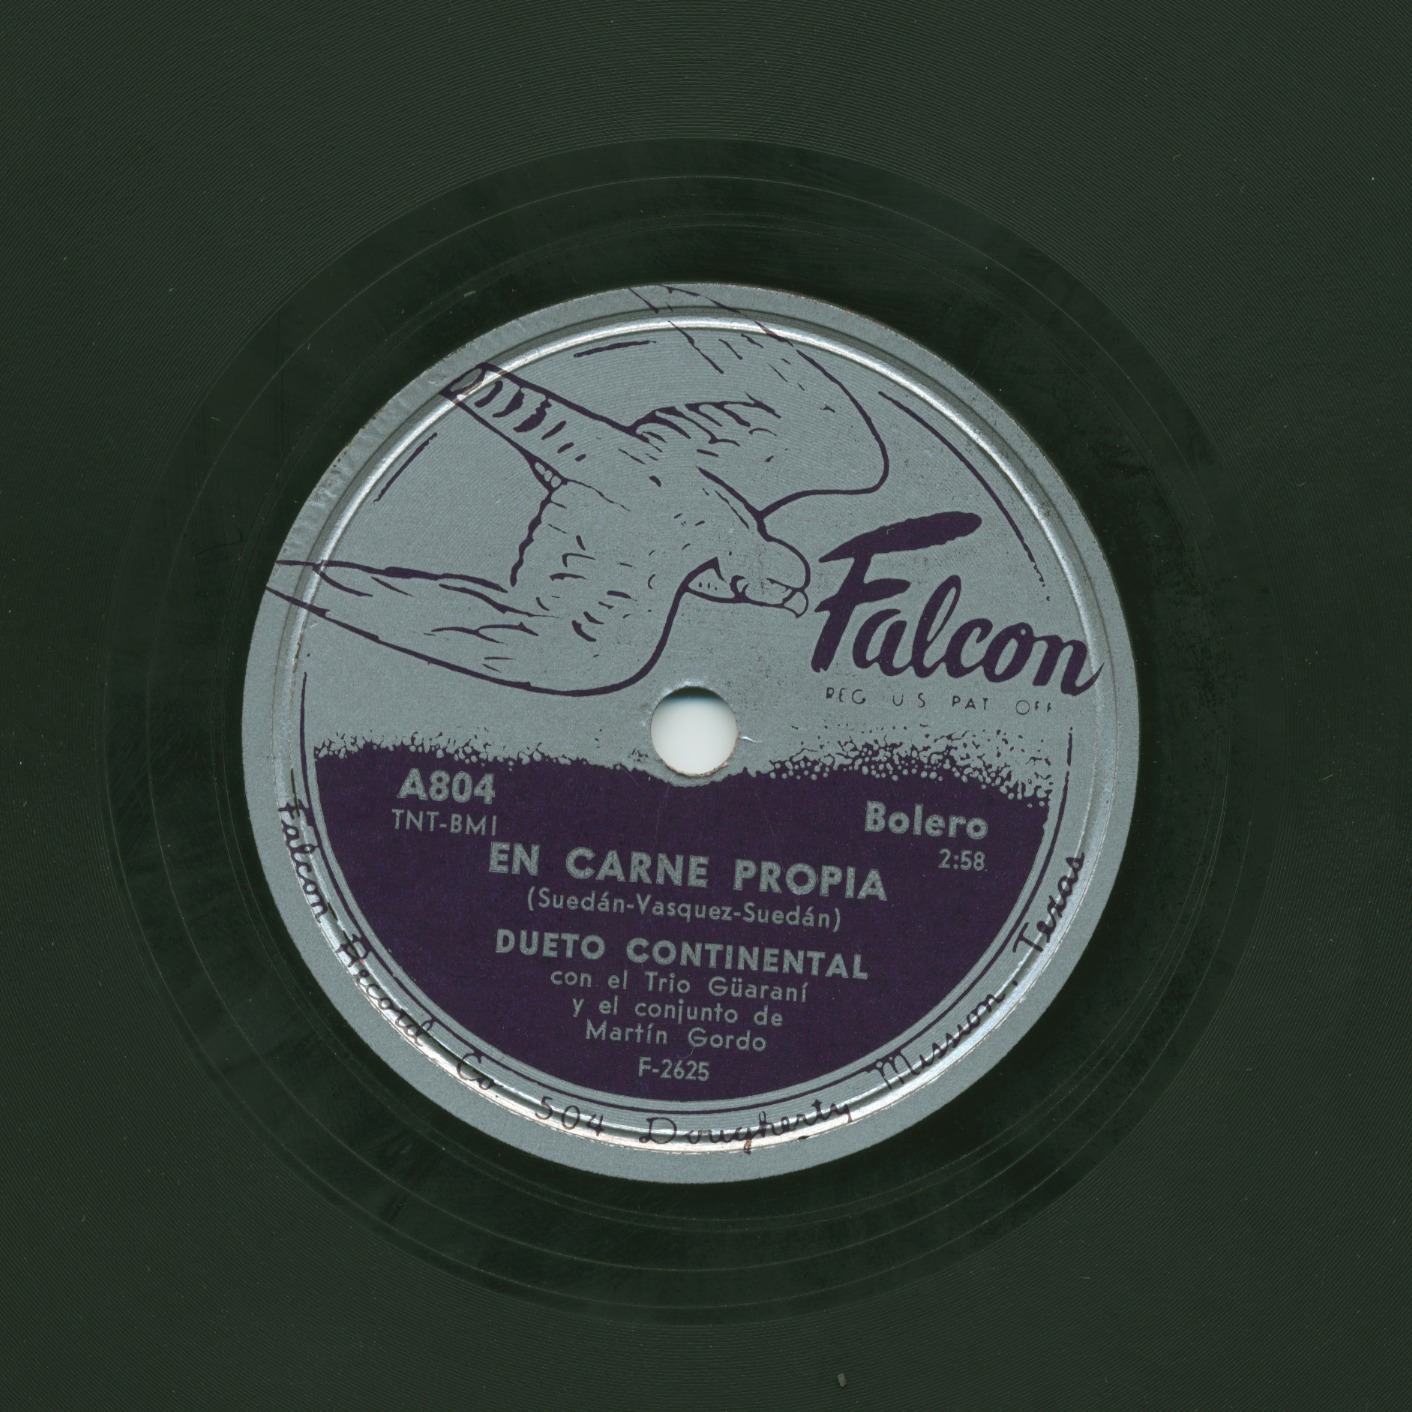 Falcon
REG U S PAT OFF
A804
TNT-BMI
Bolero
2:58
EN CARNE PROPIA
(Suedán-Vasquez-Suedán)
DUETO CONTINENTAL
con el Trio Güaraní
y el conjunto de
Martín Gordo
F-2625
Falcon Record Co. 504 Dougherty Mission, Texas